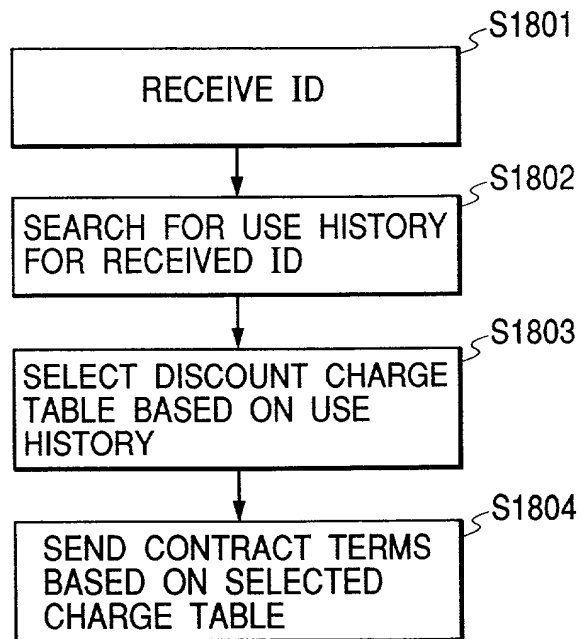 S1801
RECEIVE ID
S1802
SEARCH FOR USE HISTORY
FOR RECEIVED ID
S1803
SELECT DISCOUNT CHARGE
TABLE BASED ON USE
HISTORY
S1804
SEND CONTRACT TERMS
BASED ON SELECTED
CHARGE TABLE